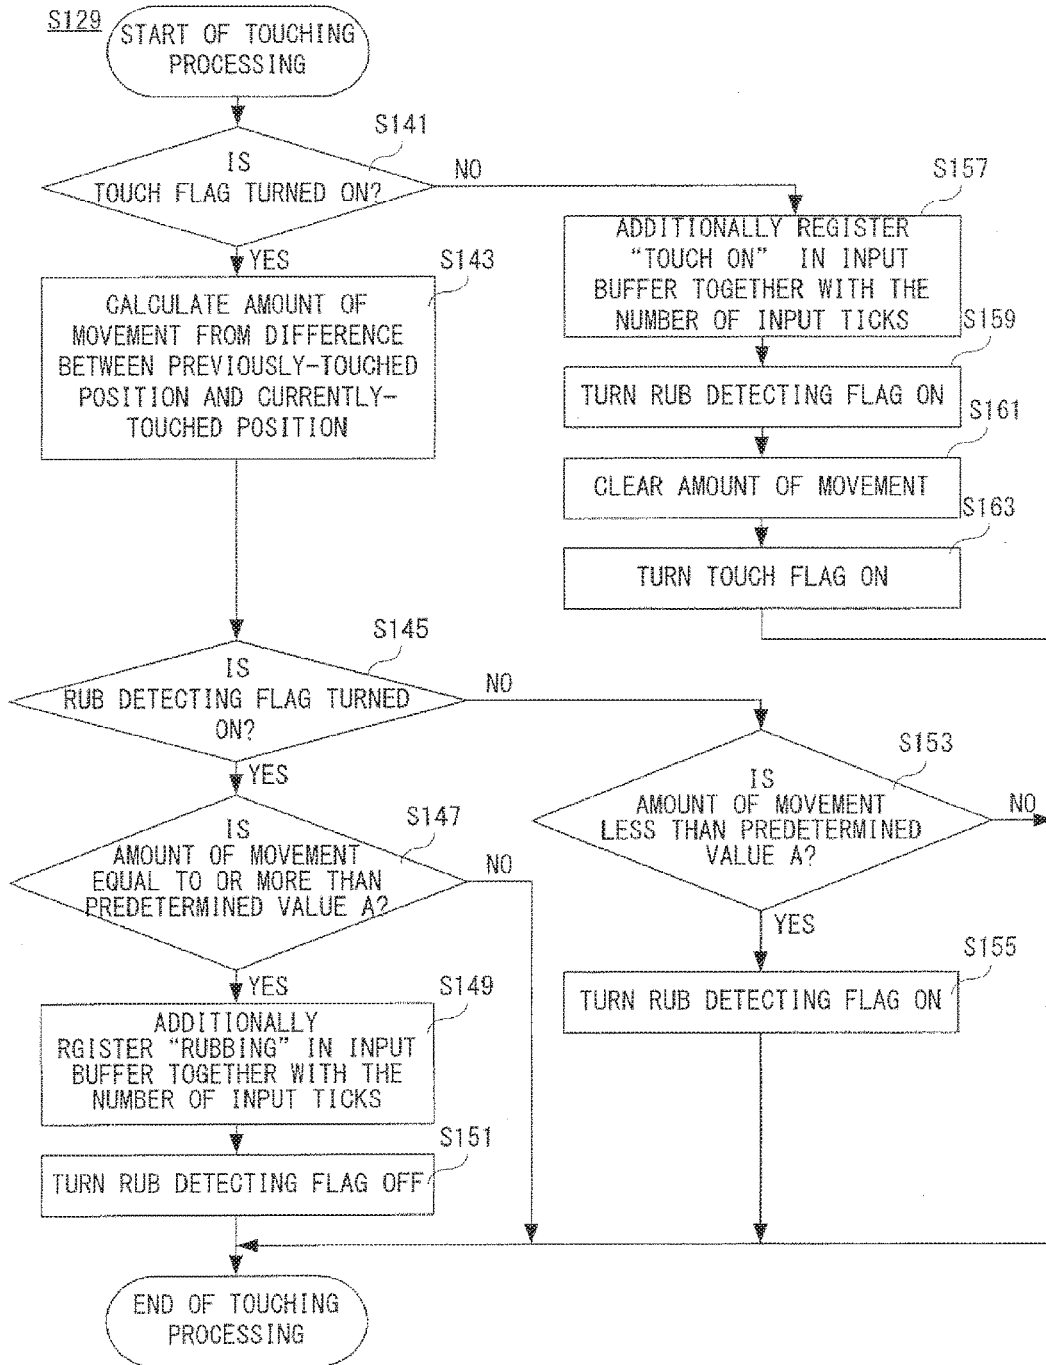 S129
START OF TOUCHING
PROCESSING
S141
IS
TOUCH FLAG TURNED ON?
NO
YES
S157
ADDITIONALLY REGISTER
“TOUCH ON” IN INPUT
BUFFER TOGETHER WITH THE
NUMBER OF INPUT TICKS
S143
CALCULATE AMOUNT OF
MOVEMENT FROM DIFFERENCE
BETWEEN PREVIOUSLY-TOUCHED
POSITION AND CURRENTLY-
TOUCHED POSITION
S159
TURN RUB DETECTING FLAG ON
S161
CLEAR AMOUNT OF MOVEMENT
S163
TURN TOUCH FLAG ON
S145
IS
RUB DETECTING FLAG TURNED
ON?
NO
YES
S153
IS
AMOUNT OF MOVEMENT
LESS THAN PREDETERMINED
VALUE A?
NO
YES
S147
IS
AMOUNT OF MOVEMENT
EQUAL TO OR MORE THAN
PREDETERMINED VALUE A?
NO
YES
S155
TURN RUB DETECTING FLAG ON
S149
ADDITIONALLY
RGISTER “RUBBING” IN INPUT
BUFFER TOGETHER WITH THE
NUMBER OF INPUT TICKS
S151
TURN RUB DETECTING FLAG OFF
END OF TOUCHING
PROCESSING